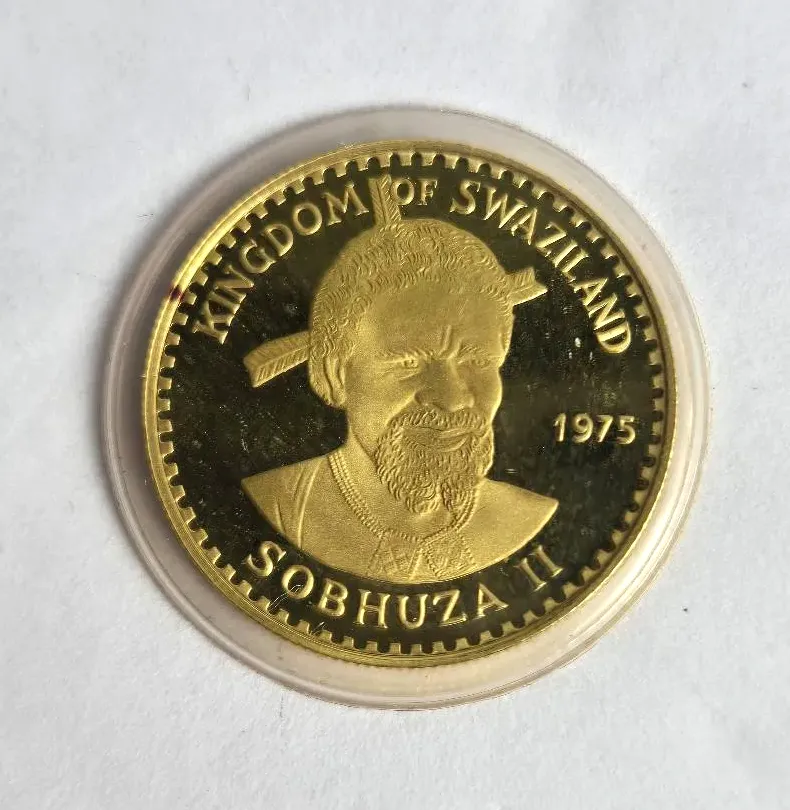 KINGDOM OF SWAZILAND
1975
SOBHUZA II